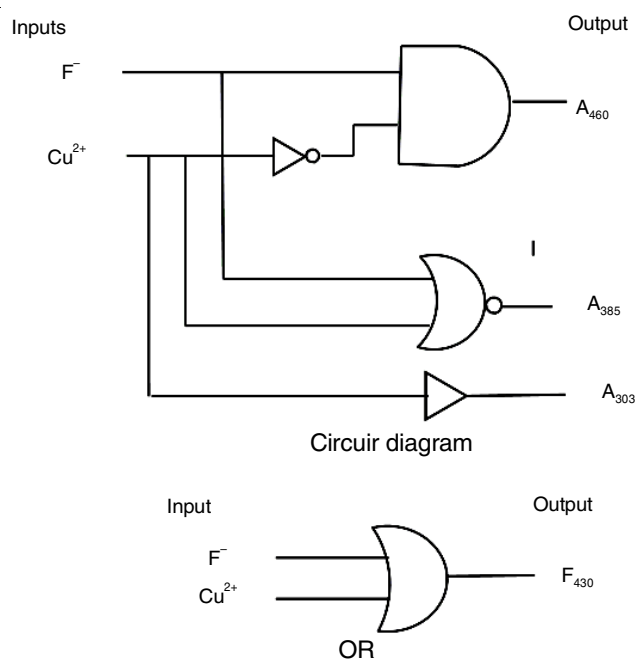 Inputs
Output
F⁻
A₄₆₀
Cu²⁺
I
A₃₈₅
A₃₀₃
Circuir diagram
Input
Output
F⁻
F₄₃₀
Cu²⁺
OR